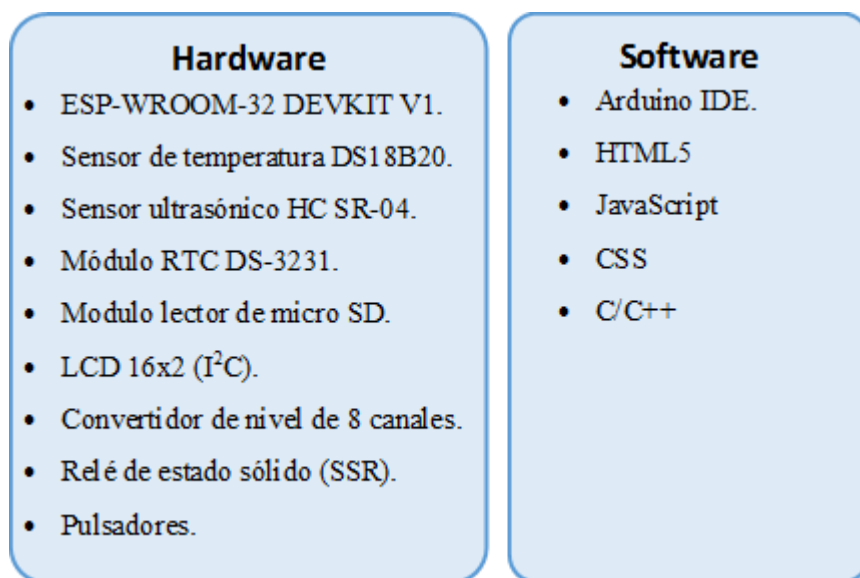 Hardware
• ESP-WROOM-32 DEVKIT V1.
• Sensor de temperatura DS18B20.
• Sensor ultrasónico HC SR-04.
• Módulo RTC DS-3231.
• Modulo lector de micro SD.
• LCD 16x2 (I²C).
• Convertidor de nivel de 8 canales.
• Relé de estado sólido (SSR).
• Pulsadores.
Software
• Arduino IDE.
• HTML5
• JavaScript
• CSS
• C/C++